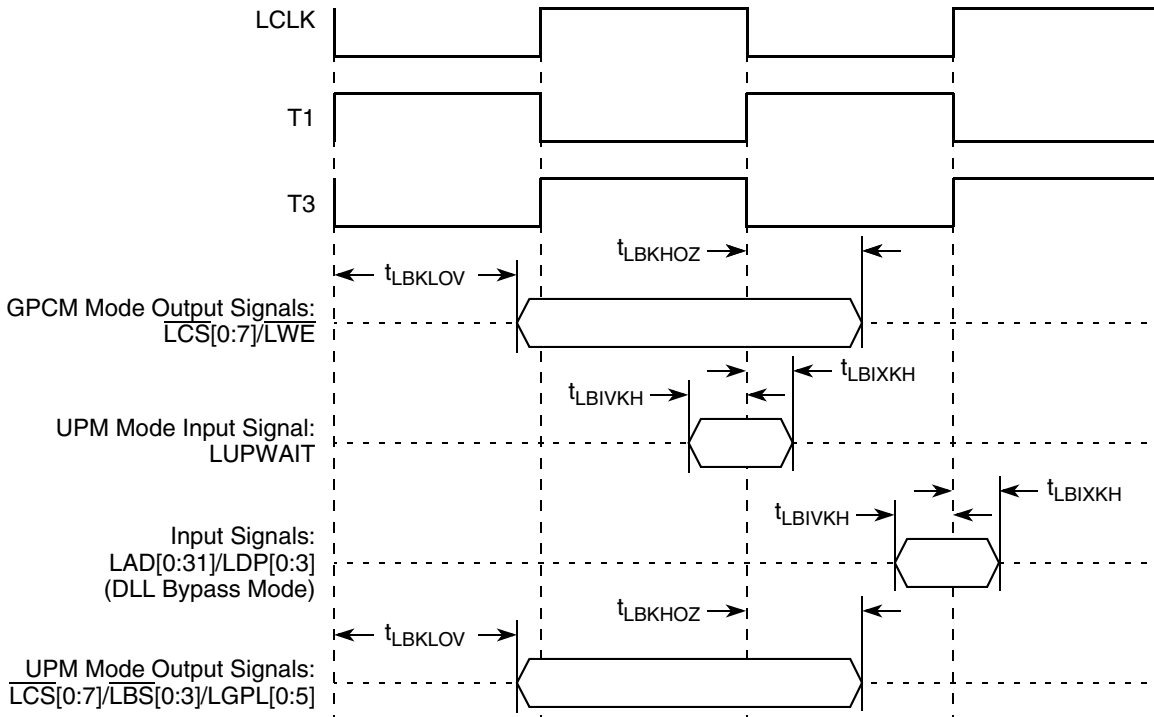 LCLK
T1
T3
tLBKHOZ
tLBKLOV
GPCM Mode Output Signals:
LCS[0:7]/LWE
tLBIXKH
tLBIVKH
UPM Mode Input Signal:
LUPWAIT
tLBIXKH
tLBIVKH
Input Signals:
LAD[0:31]/LDP[0:3]
(DLL Bypass Mode)
tLBKHOZ
tLBKLOV
UPM Mode Output Signals:
LCS[0:7]/LBS[0:3]/LGPL[0:5]